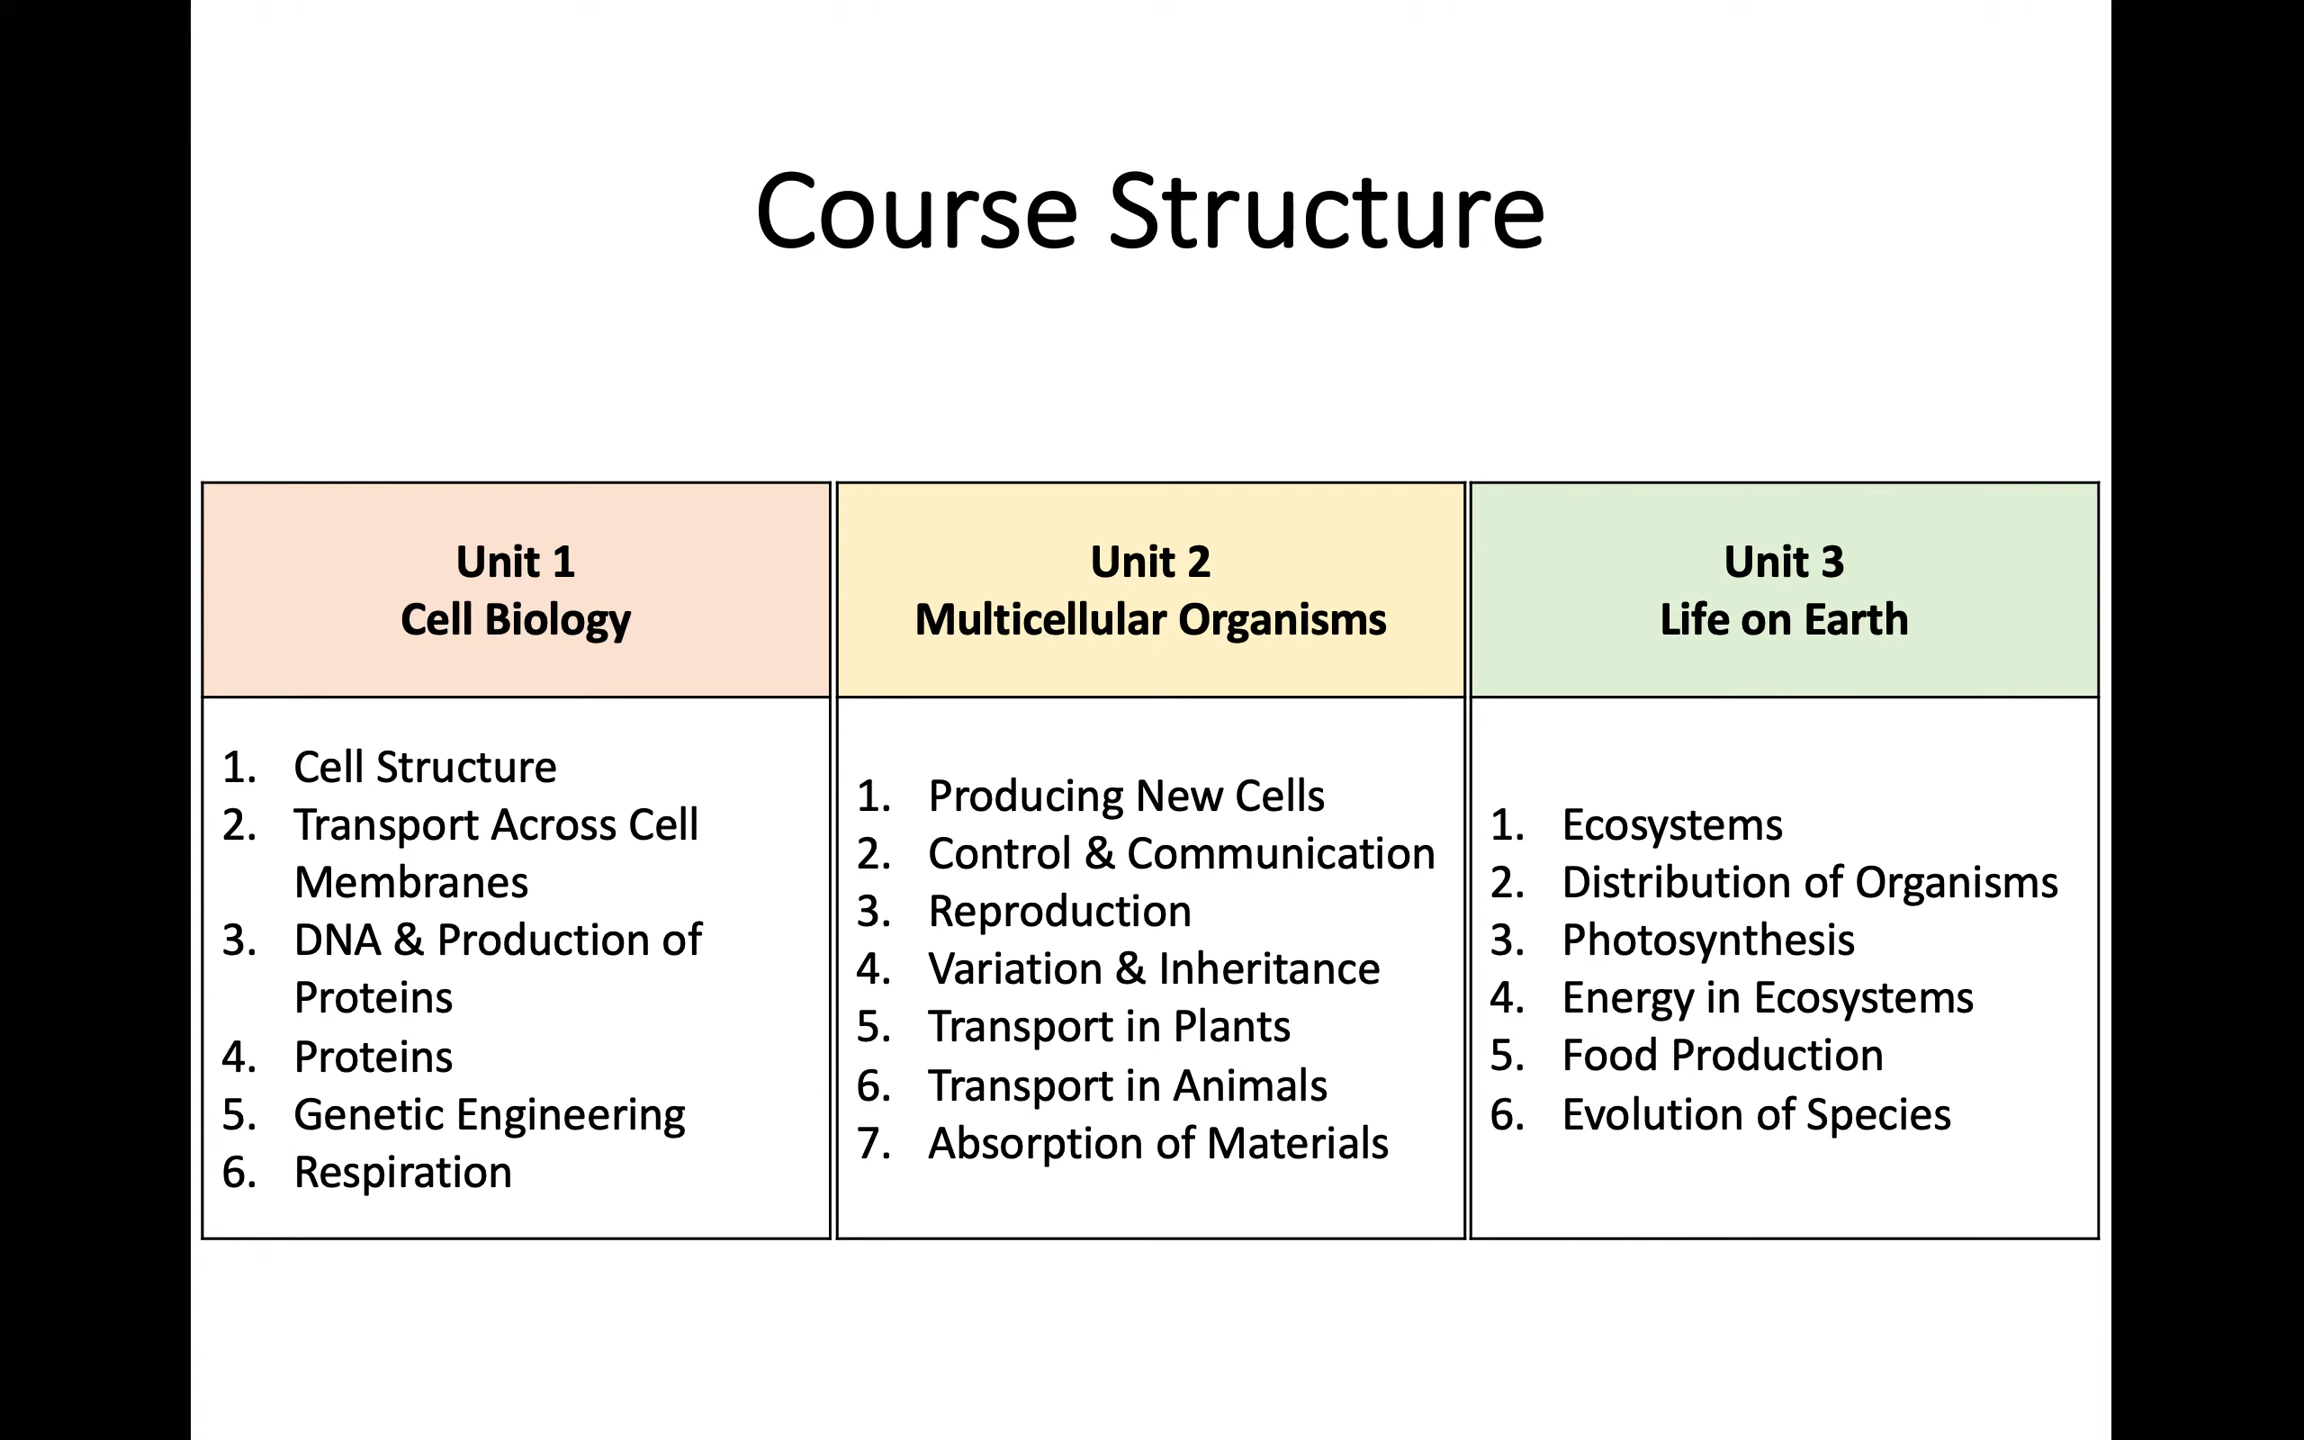 Course Structure
Unit 1
Cell Biology
1. Cell Structure
2. Transport Across Cell
Membranes
3. DNA & Production of
Proteins
4. Proteins
5. Genetic Engineering
6. Respiration
Unit 2
Multicellular Organisms
1. Producing New Cells
2. Control & Communication
3. Reproduction
4. Variation & Inheritance
5. Transport in Plants
6. Transport in Animals
7. Absorption of Materials
Unit 3
Life on Earth
1. Ecosystems
2. Distribution of Organisms
3. Photosynthesis
4. Energy in Ecosystems
5. Food Production
6. Evolution of Species